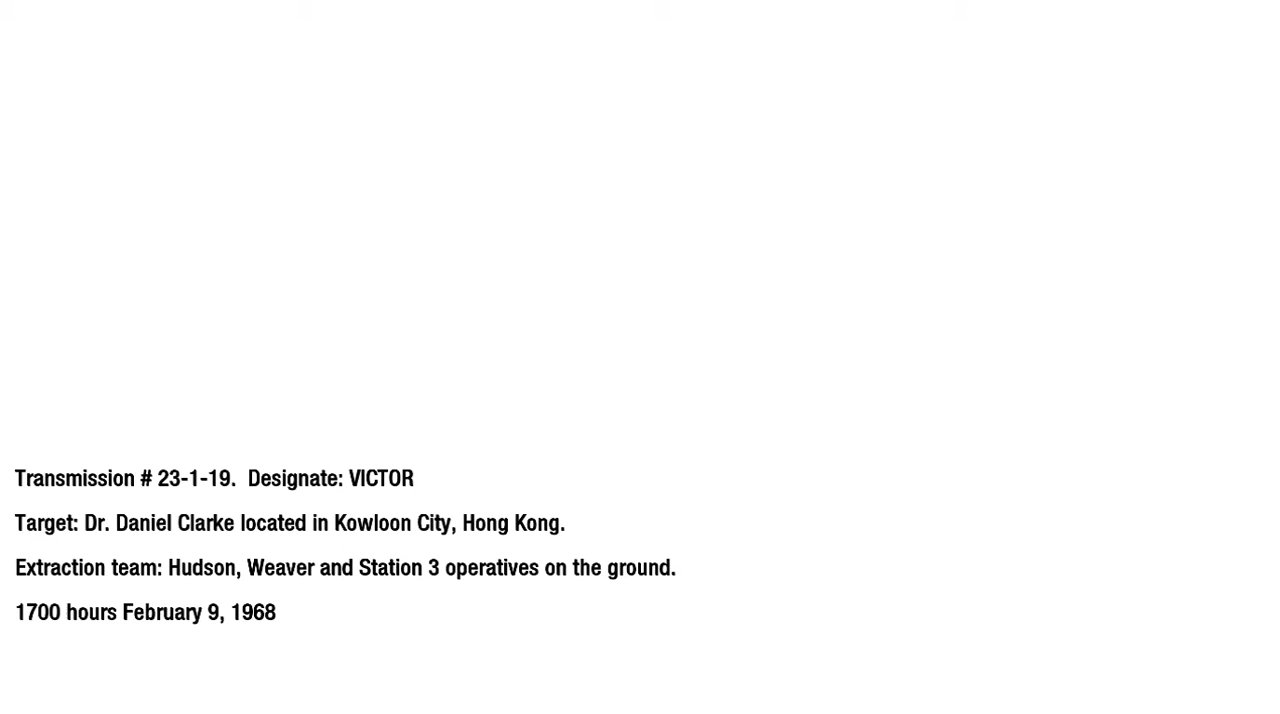 Transmission # 23-1-19.  Designate: VICTOR
Target: Dr. Daniel Clarke located in Kowloon City, Hong Kong.
Extraction team: Hudson, Weaver and Station 3 operatives on the ground.
1700 hours February 9, 1968